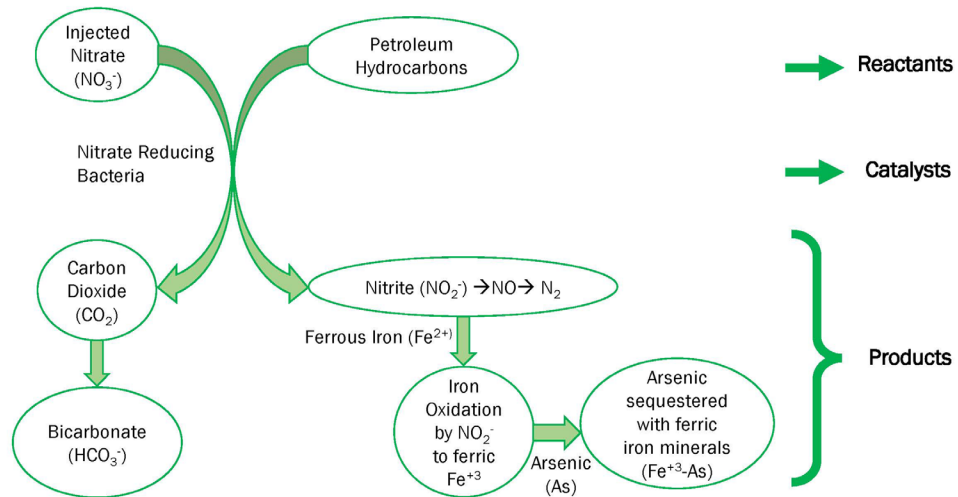 Injected
Nitrate
(NO₃⁻)
Petroleum
Hydrocarbons
Reactants
Nitrate Reducing
Bacteria
Catalysts
Carbon
Dioxide
(CO₂)
Nitrite (NO₂⁻) →NO→ N₂
Ferrous Iron (Fe²⁺)
Products
Bicarbonate
(HCO₃⁻)
Iron
Oxidation
by NO₂⁻
to ferric
Fe⁺³
Arsenic
(As)
Arsenic
sequestered
with ferric
iron minerals
(Fe⁺³-As)